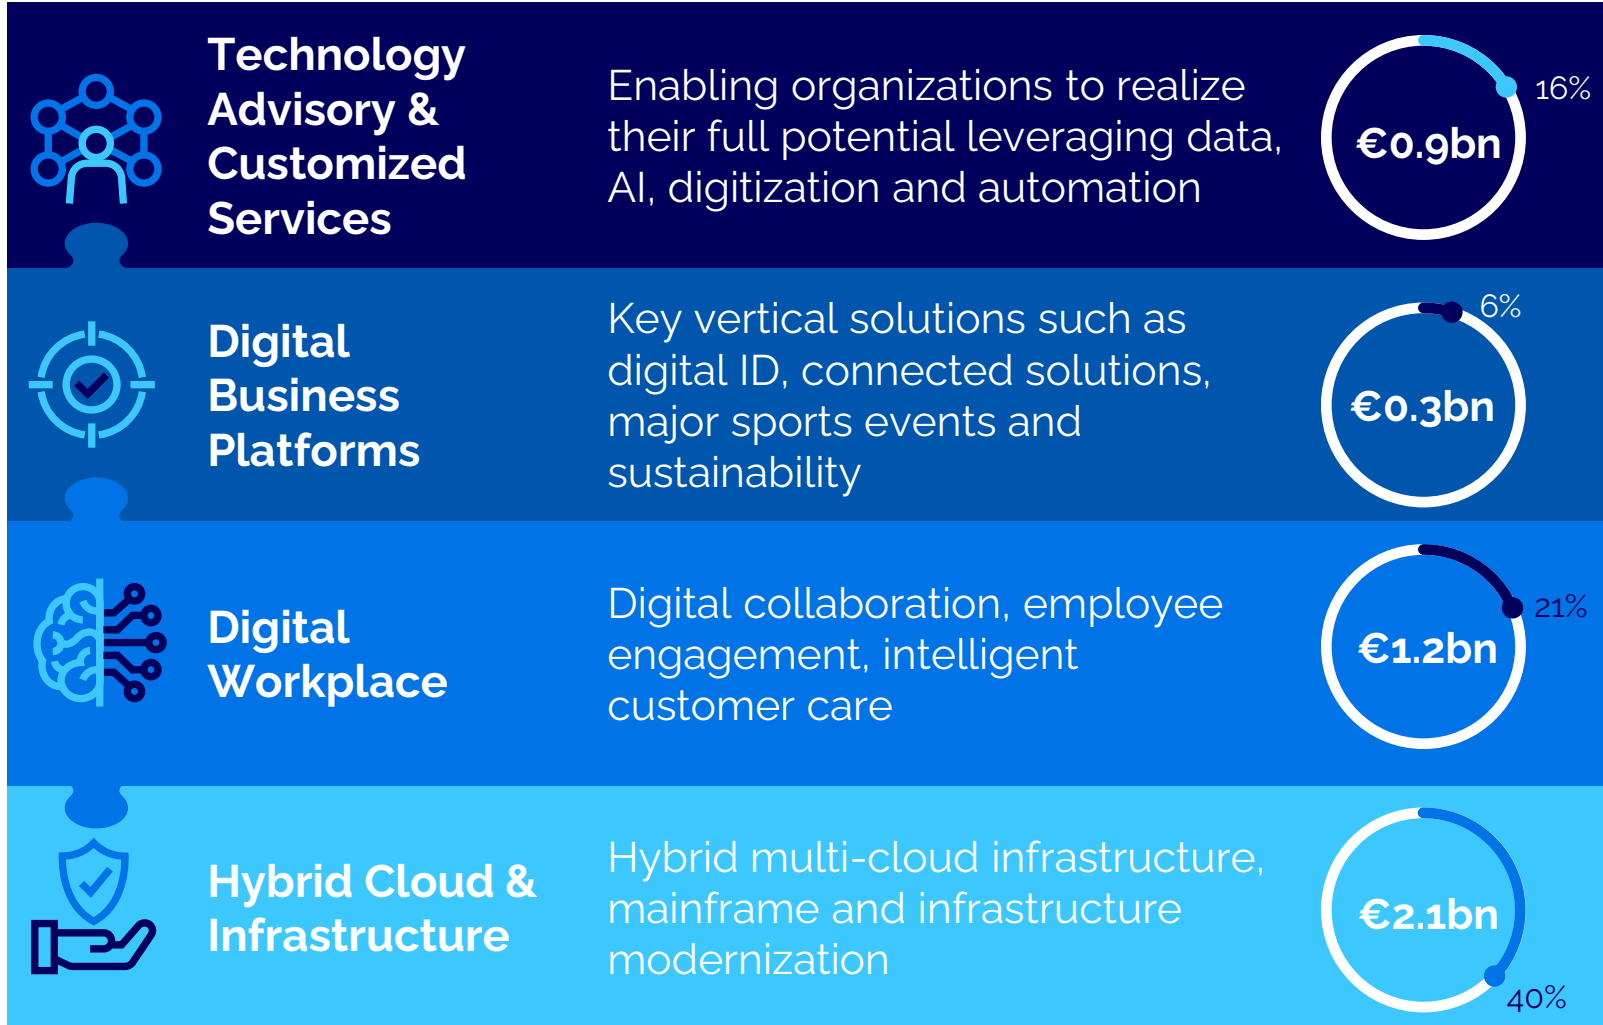 Technology
Advisory &
Customized
Services
Enabling organizations to realize
their full potential leveraging data,
AI, digitization and automation
€0.9bn
16%
Digital
Business
Platforms
Key vertical solutions such as
digital ID, connected solutions,
major sports events and
sustainability
€0.3bn
6%
Digital
Workplace
Digital collaboration, employee
engagement, intelligent
customer care
€1.2bn
21%
Hybrid Cloud &
Infrastructure
Hybrid multi-cloud infrastructure,
mainframe and infrastructure
modernization
€2.1bn
40%